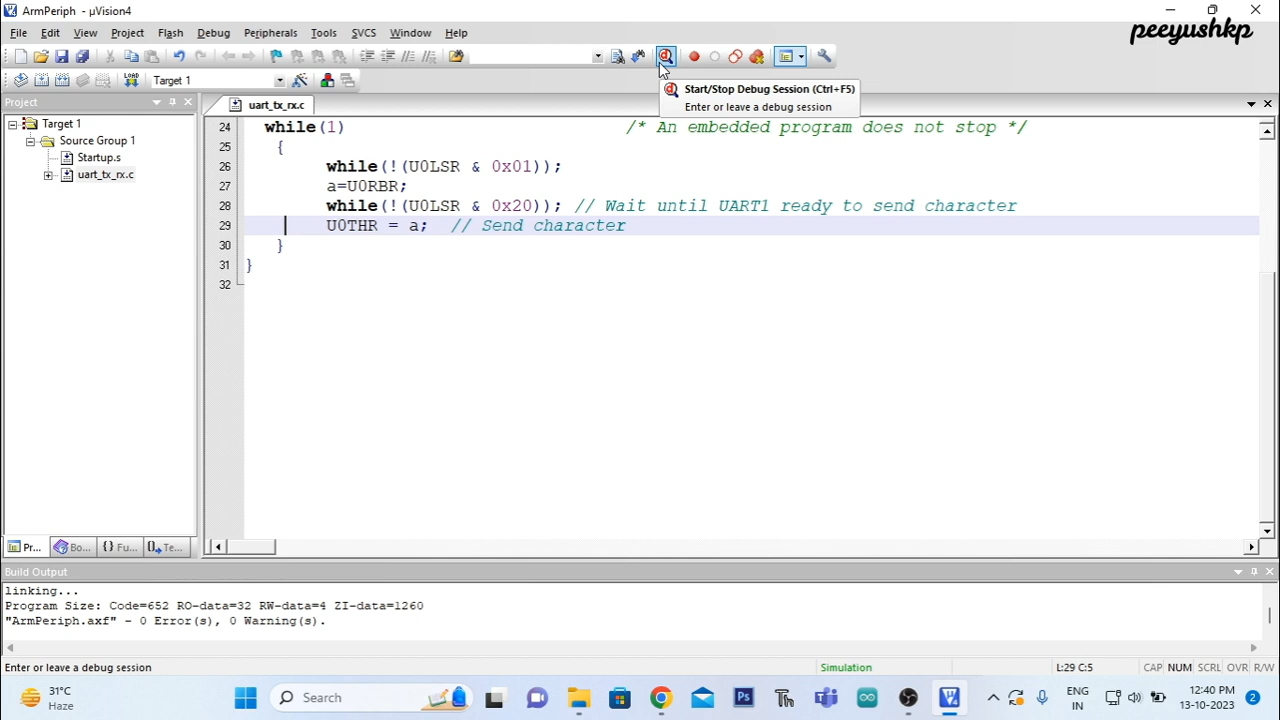 ArmPeriph - µVision4
peeyushkp
File Edit View Project Flash Debug Peripherals Tools SVCS Window Help
LOAD Target 1
Start/Stop Debug Session (Ctrl+F5)
Enter or leave a debug session
Project
uart_tx_rx.c
Target 1
Source Group 1
Startup.s
uart_tx_rx.c
24 while(1) /* An embedded program does not stop */
25 {
26 while(!(U0LSR & 0x01));
27 a=U0RBR;
28 while(!(U0LSR & 0x20)); // Wait until UART1 ready to send character
29 U0THR = a; // Send character
30 }
31 }
32
Pr... Bo... {} Fu... Te...
Build Output
linking...
Program Size: Code=652 RO-data=32 RW-data=4 ZI-data=1260
"ArmPeriph.axf" - 0 Error(s), 0 Warning(s).
Enter or leave a debug session Simulation L:29 C:5 CAP NUM SCRL OVR R/W
31°C
Haze
Search
ENG
IN
12:40 PM
13-10-2023
2